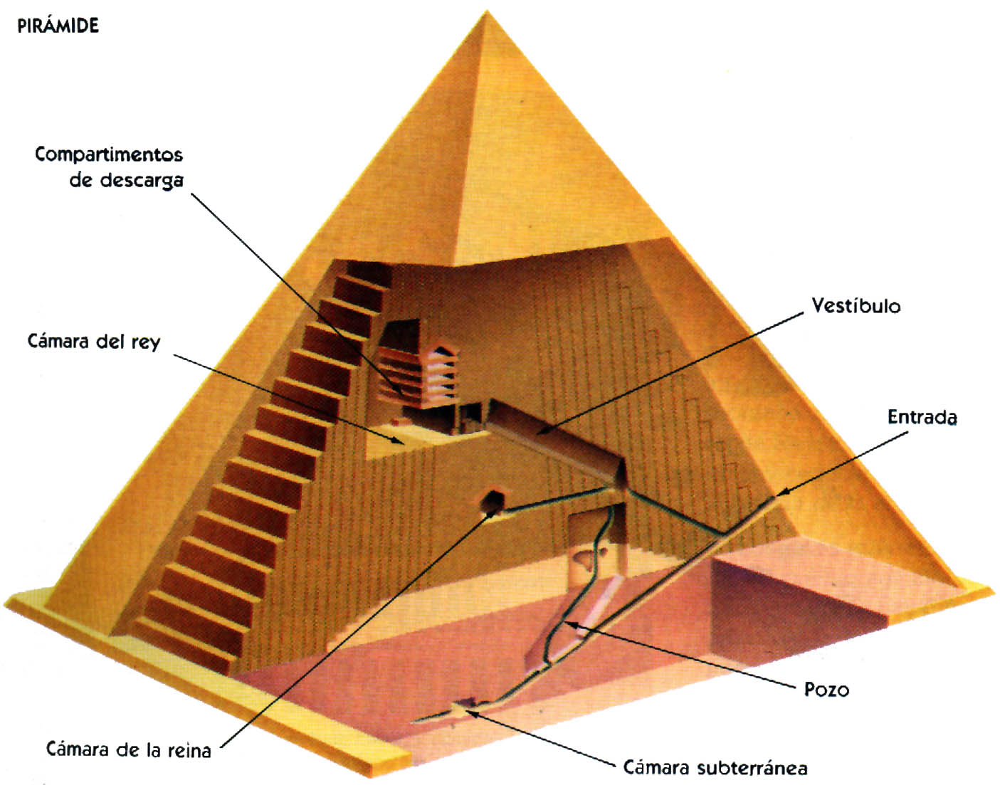 PIRÁMIDE
Compartimentos
de descarga
Vestíbulo
Cámara del rey
Entrada
Pozo
Cámara de la reina
Cámara subterránea